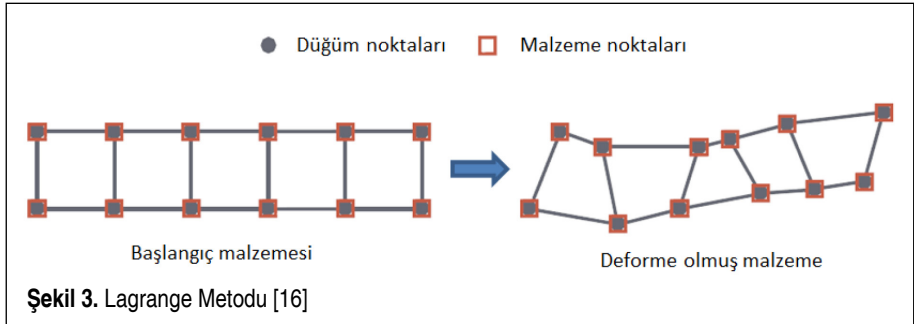 Düğüm noktaları Malzeme noktaları
Başlangıç malzemesi
Deforme olmuş malzeme
Şekil 3. Lagrange Metodu [16]